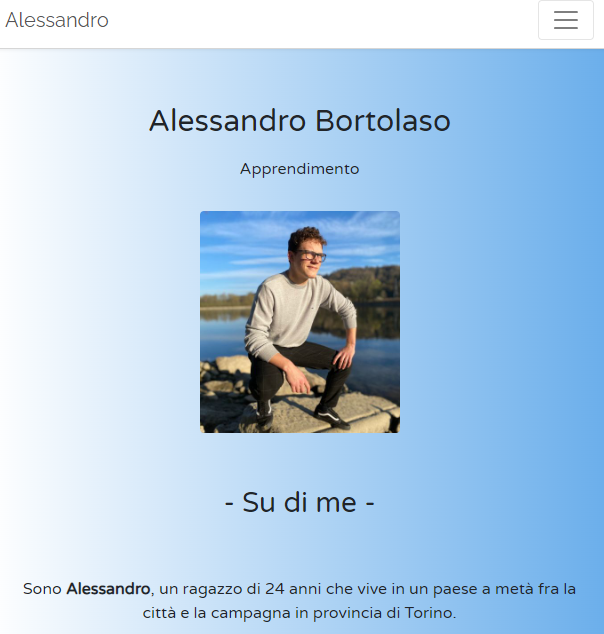 Alessandro
Alessandro Bortolaso
Apprendimento
- Su di me -
Sono Alessandro, un ragazzo di 24 anni che vive in un paese a metà fra la
città e la campagna in provincia di Torino.